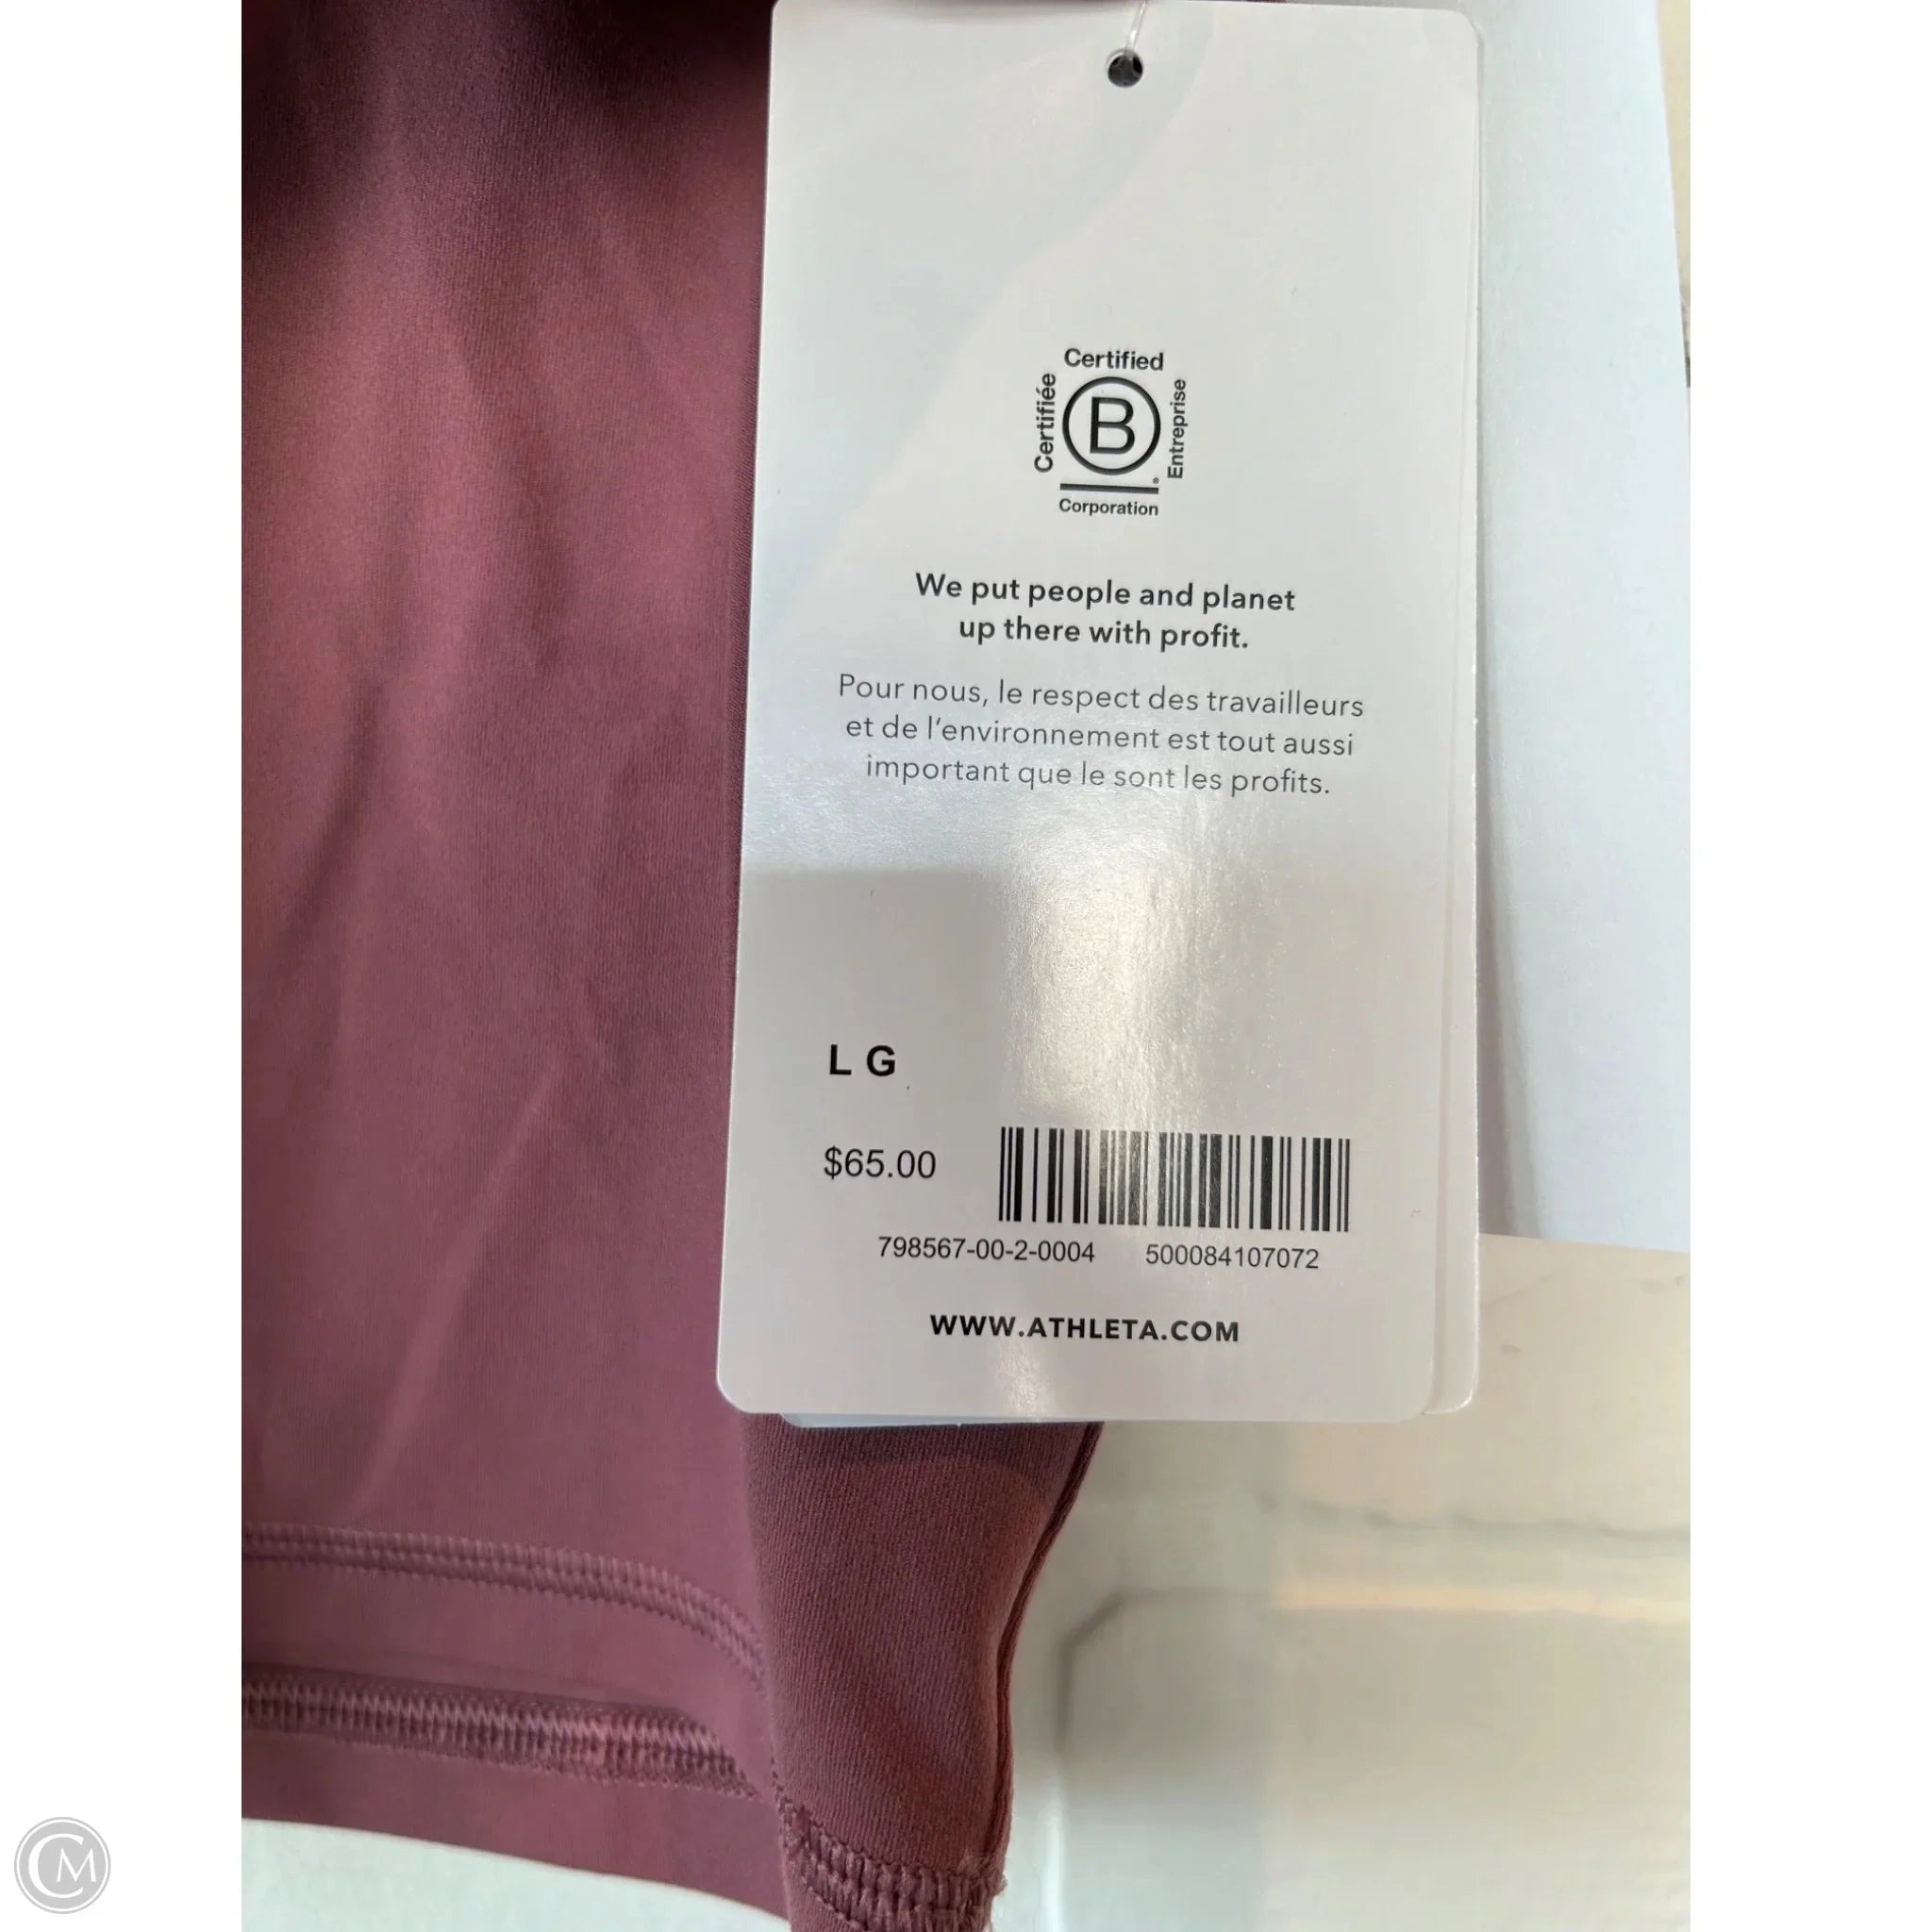 Certified
Certifiée
B
Entreprise
®
Corporation
We put people and planet
up there with profit.
Pour nous, le respect des travailleurs
et de l'environnement est tout aussi
important que le sont les profits.
L G
$65.00
798567-00-2-0004 500084107072
WWW.ATHLETA.COM
CM